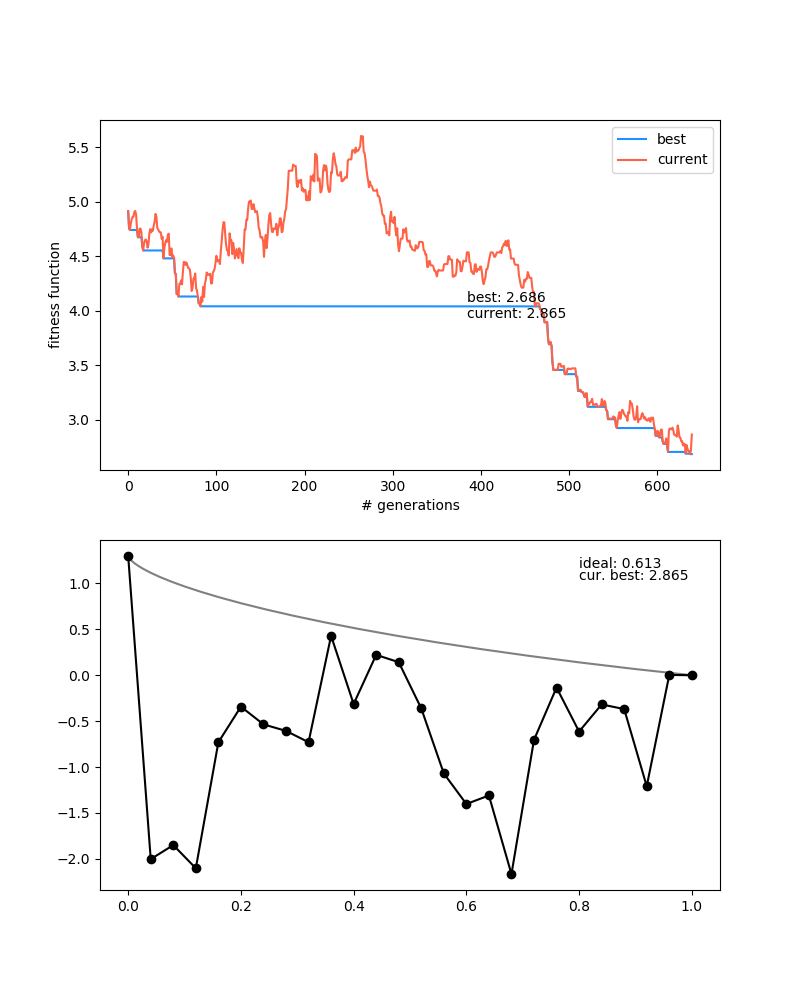 best
current
5.5
5.0
4.5
4.0
3.5
3.0
fitness function
best: 2.686
current: 2.865
0 100 200 300 400 500 600
# generations
ideal: 0.613
cur. best: 2.865
1.0
0.5
0.0
−0.5
−1.0
−1.5
−2.0
0.0 0.2 0.4 0.6 0.8 1.0